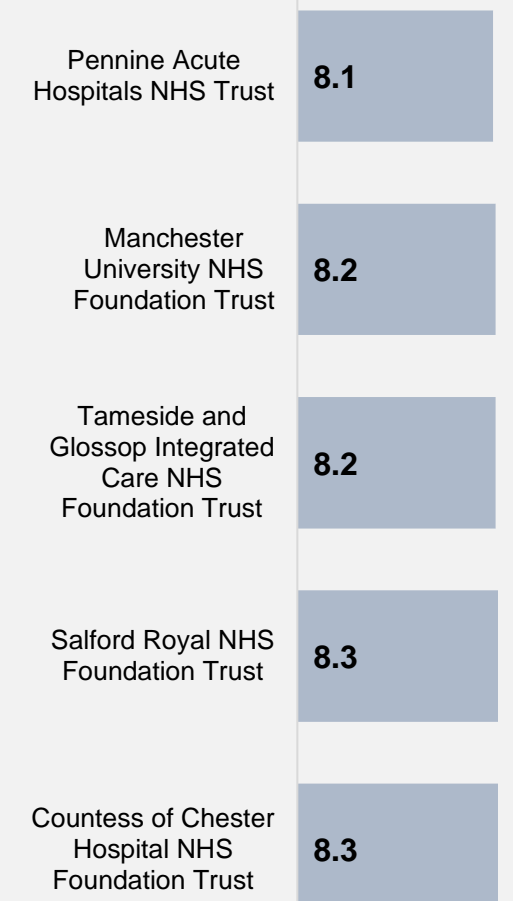 Pennine Acute
Hospitals NHS Trust
8.1
Manchester
University NHS
Foundation Trust
8.2
Tameside and
Glossop Integrated
Care NHS
Foundation Trust
8.2
Salford Royal NHS
Foundation Trust
8.3
Countess of Chester
Hospital NHS
Foundation Trust
8.3